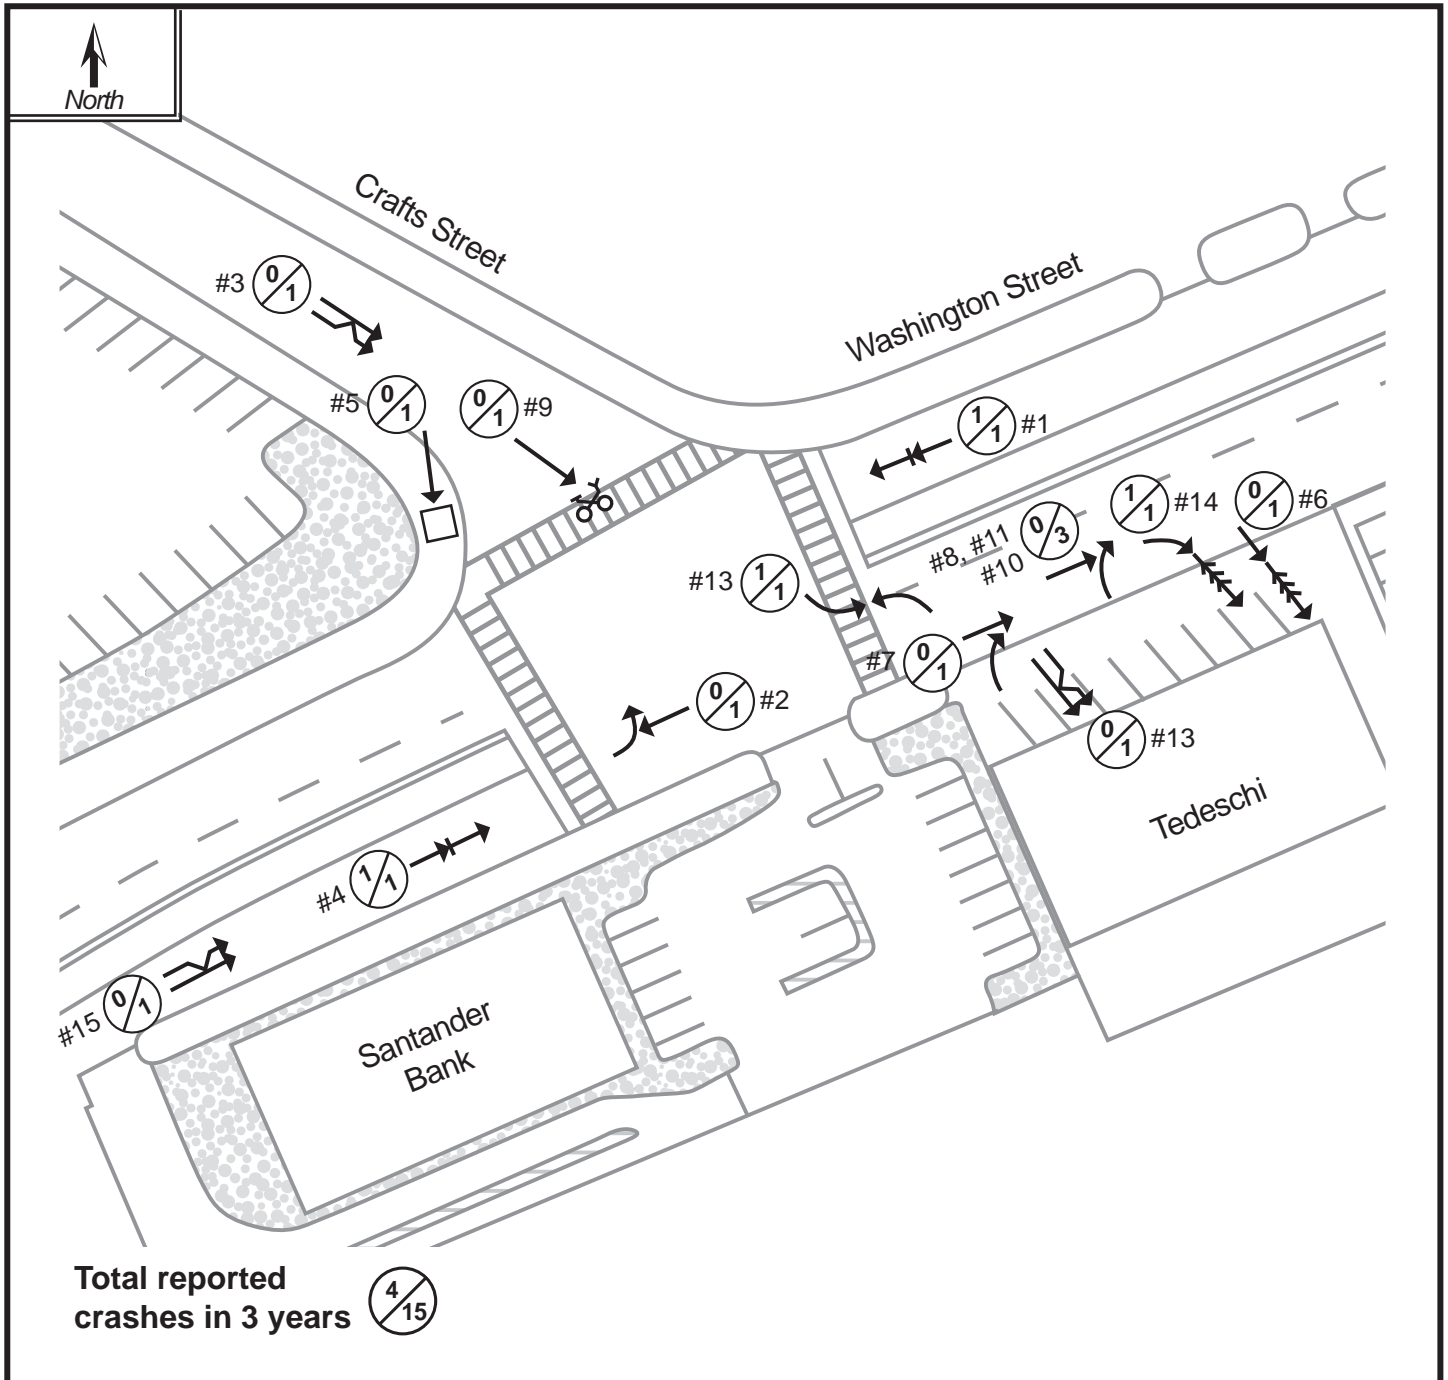 North
Crafts Street
Washington Street
#3 0/1
#5 0/1
0/1 #9
1/1 #1
1/1 #14
0/1 #6
#8, #11 0/3
#10
#13 1/1
#7 0/1
0/1 #2
0/1 #13
Tedeschi
#4 1/1
#15 0/1
Santander
Bank
Total reported
crashes in 3 years 4/15